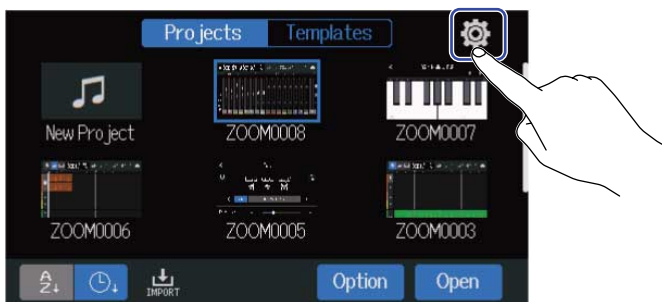 Projects Templates
New Project ZOOM0008 ZOOM0007
ZOOM0006 ZOOM0005 ZOOM0003
A Z↓ IMPORT Option Open